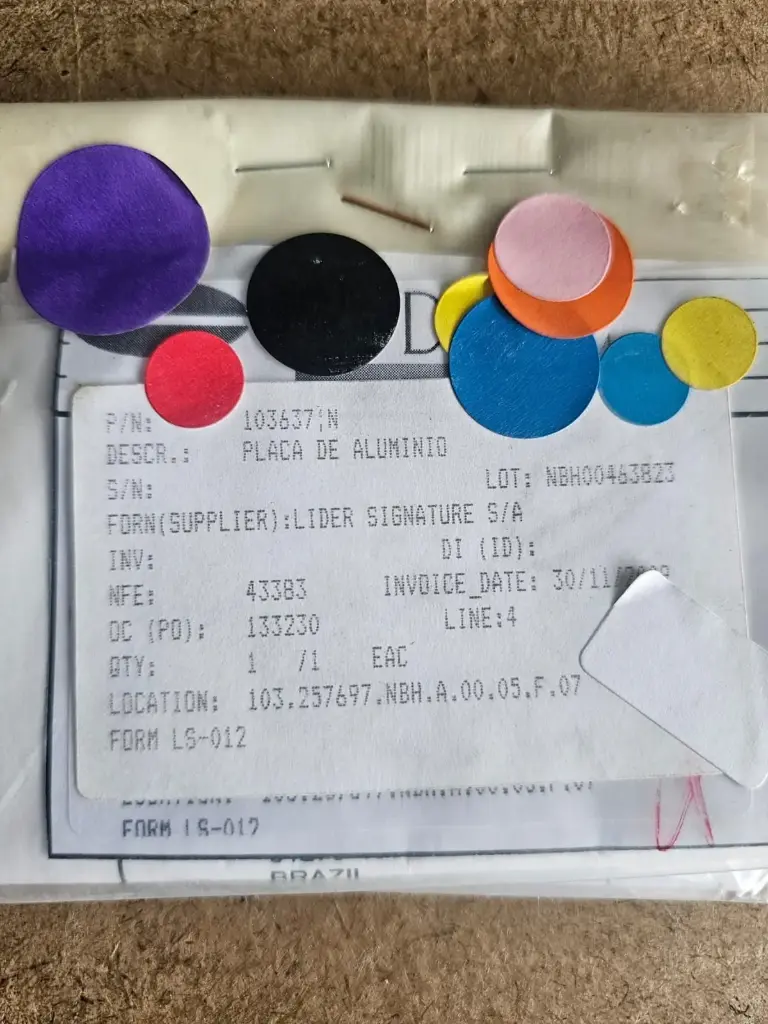 D
P/N: 103637;N
DESCR.: PLACA DE ALUMINIO
S/N: LOT: NBH00463823
FORN(SUPPLIER):LIDER SIGNATURE S/A
INV: DI (ID):
NFE: 43383 INVOICE_DATE: 30/11/
OC (PO): 133230 LINE:4
QTY: 1 /1 EAC
LOCATION: 103.257697.NBH.A.00.05.F.07
FORM LS-012
FORM LS-012
BRAZIL